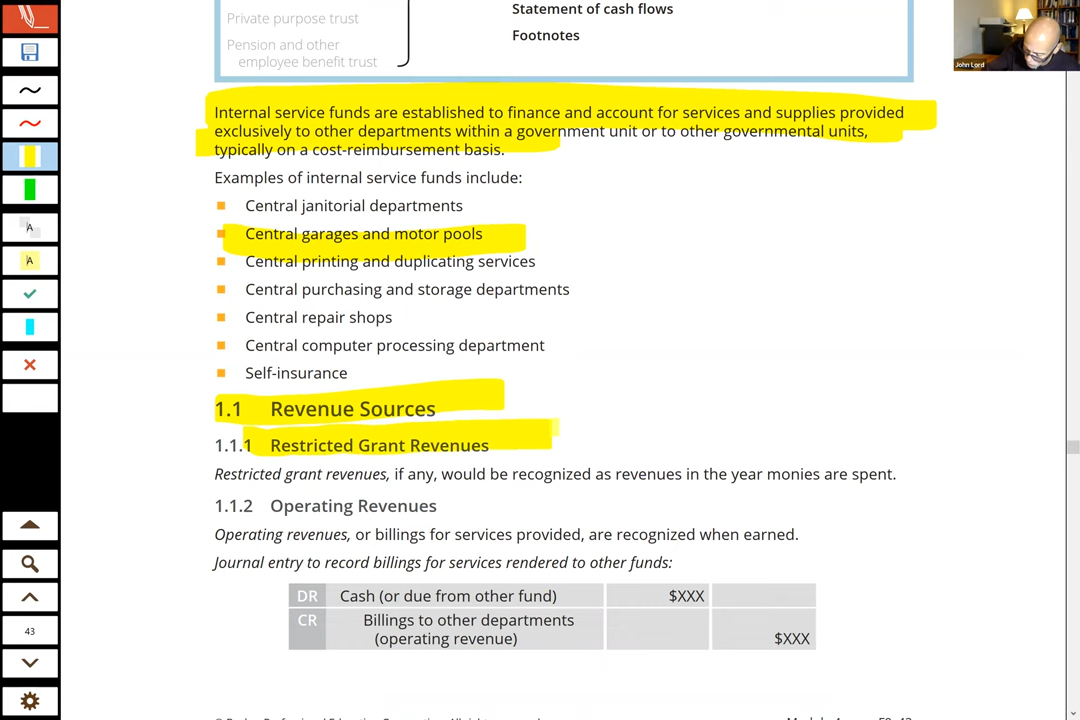 Private purpose trust
Pension and other
employee benefit trust
Statement of cash flows
Footnotes
John Lord
Internal service funds are established to finance and account for services and supplies provided
exclusively to other departments within a government unit or to other governmental units,
typically on a cost-reimbursement basis.
Examples of internal service funds include:
Central janitorial departments
Central garages and motor pools
Central printing and duplicating services
Central purchasing and storage departments
Central repair shops
Central computer processing department
Self-insurance
1.1 Revenue Sources
1.1.1 Restricted Grant Revenues
Restricted grant revenues, if any, would be recognized as revenues in the year monies are spent.
1.1.2 Operating Revenues
Operating revenues, or billings for services provided, are recognized when earned.
Journal entry to record billings for services rendered to other funds:
DR Cash (or due from other fund) $XXX
CR Billings to other departments
(operating revenue) $XXX
A
A
43